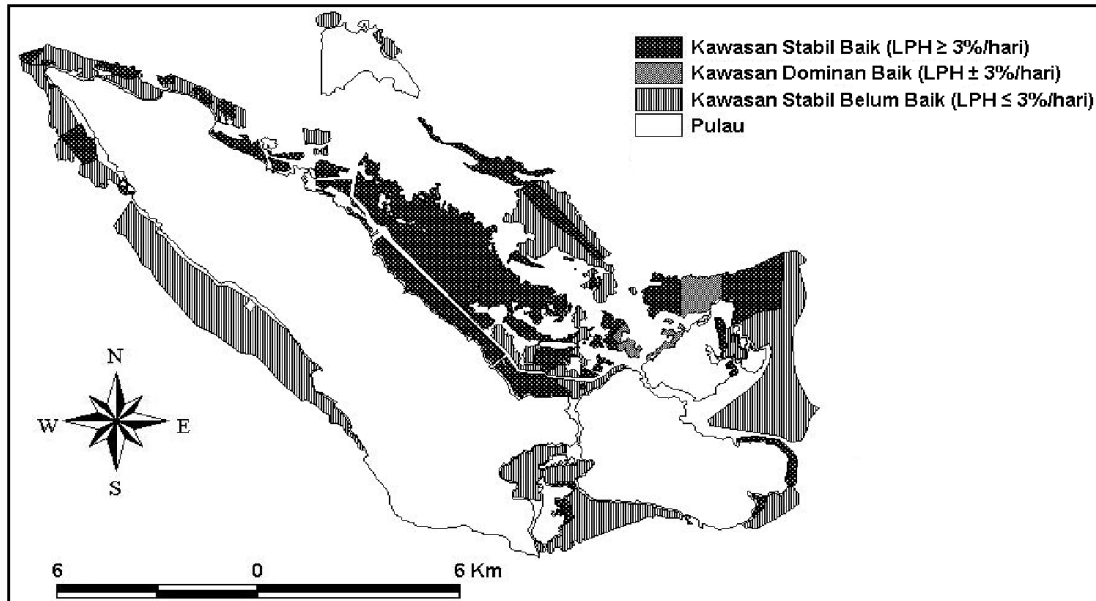 Kawasan Stabil Baik (LPH ≥ 3%/hari)
Kawasan Dominan Baik (LPH ± 3%/hari)
Kawasan Stabil Belum Baik (LPH ≤ 3%/hari)
Pulau
N
W E
S
6 0 6 Km